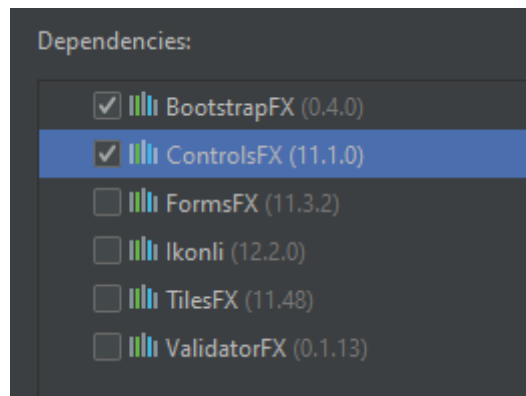 Dependencies:
BootstrapFX (0.4.0)
ControlsFX (11.1.0)
FormsFX (11.3.2)
Ikonli (12.2.0)
TilesFX (11.48)
ValidatorFX (0.1.13)